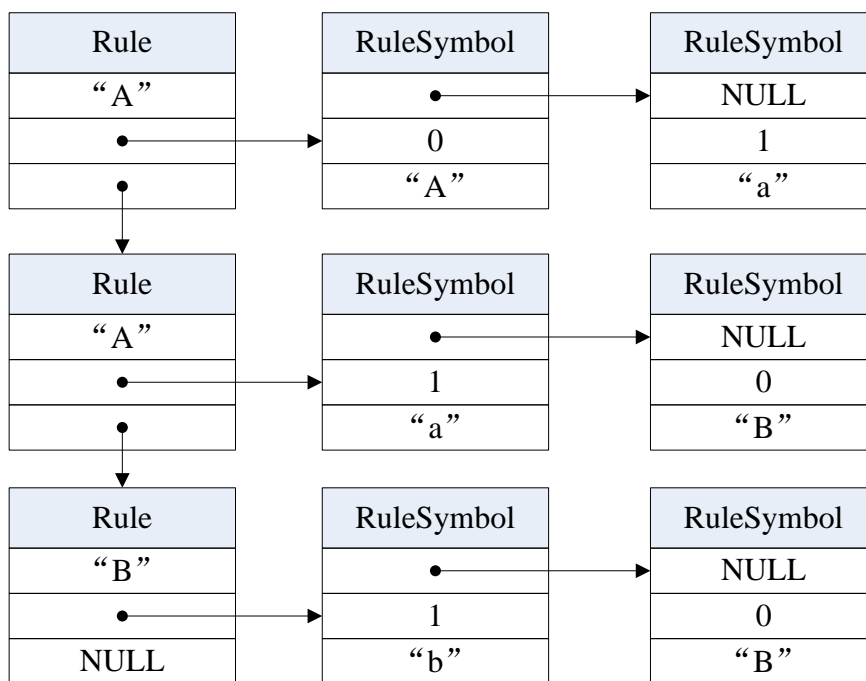 Rule RuleSymbol RuleSymbol
“A” NULL
0 1
“A” “a”
Rule RuleSymbol RuleSymbol
“A” NULL
1 0
“a” “B”
Rule RuleSymbol RuleSymbol
“B” NULL
1 0
NULL “b” “B”